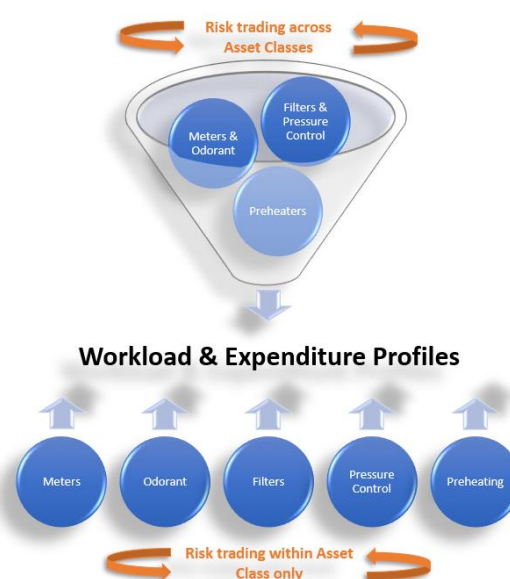 Risk trading across
Asset Classes
Filters &
Pressure
Control
Meters &
Odorant
Preheaters
Workload & Expenditure Profiles
Meters
Odorant
Filters
Pressure
Control
Preheating
Risk trading within Asset
Class only